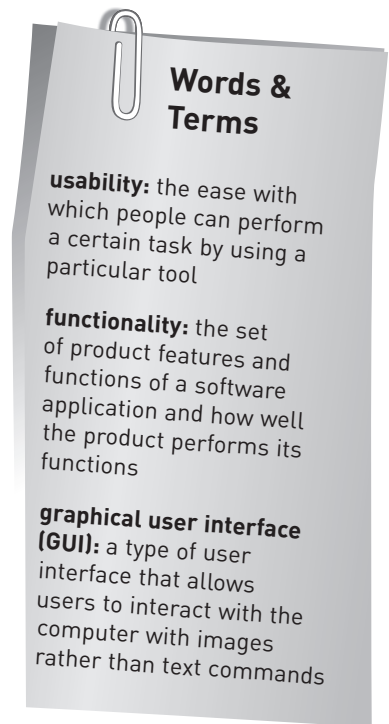 Words &
Terms
usability: the ease with
which people can perform
a certain task by using a
particular tool
functionality: the set
of product features and
functions of a software
application and how well
the product performs its
functions
graphical user interface
(GUI): a type of user
interface that allows
users to interact with the
computer with images
rather than text commands